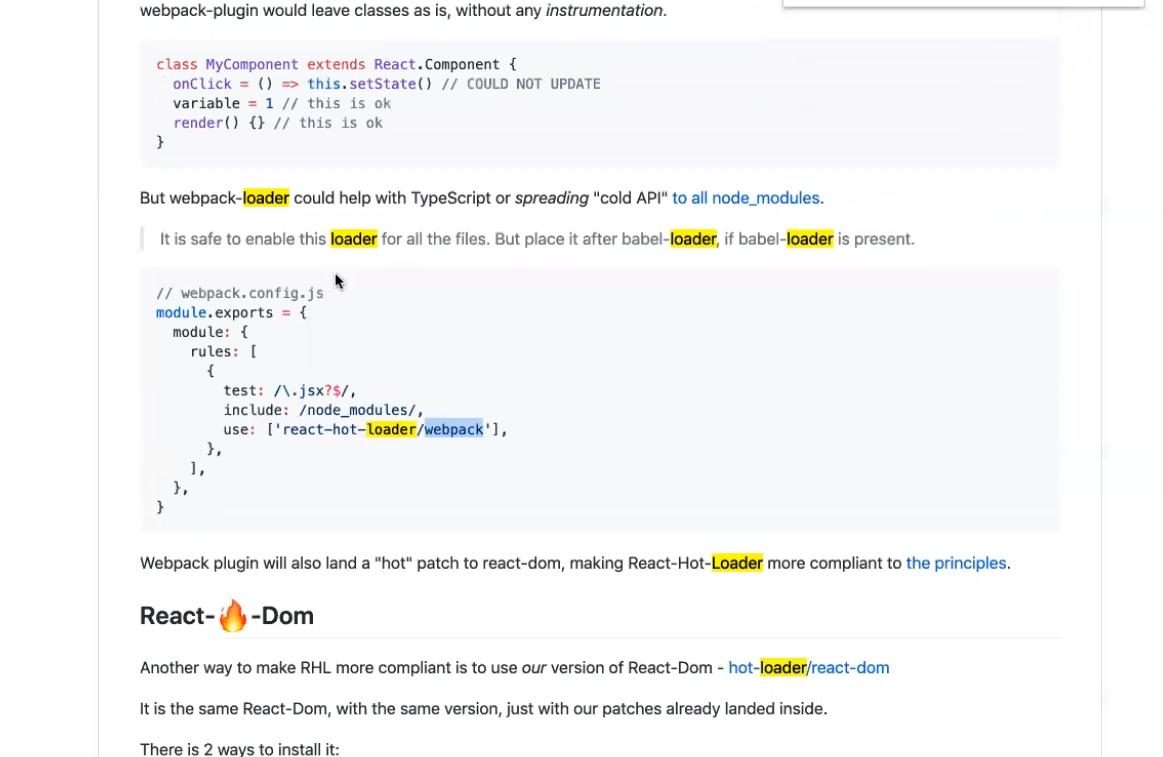 webpack-plugin would leave classes as is, without any instrumentation.
class MyComponent extends React.Component {
onClick = () => this.setState() // COULD NOT UPDATE
variable = 1 // this is ok
render() {} // this is ok
}
But webpack-loader could help with TypeScript or spreading "cold API" to all node_modules.
It is safe to enable this loader for all the files. But place it after babel-loader, if babel-loader is present.
// webpack.config.js
module.exports = {
module: {
rules: [
{
test: /\.jsx?$/,
include: /node_modules/,
use: ['react-hot-loader/webpack'],
},
],
},
}
Webpack plugin will also land a "hot" patch to react-dom, making React-Hot-Loader more compliant to the principles.
React-🔥-Dom
Another way to make RHL more compliant is to use our version of React-Dom - hot-loader/react-dom
It is the same React-Dom, with the same version, just with our patches already landed inside.
There is 2 ways to install it: